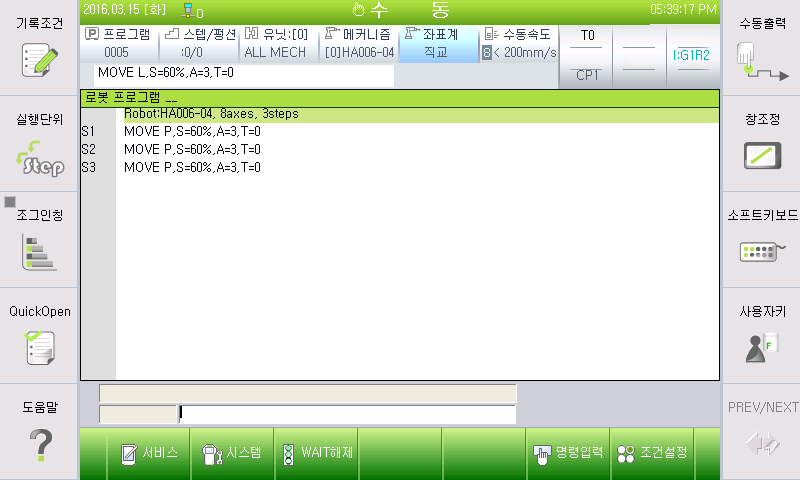 2016.03.15 [화] 0 수 동 05:39:17 PM
기록조건
실행단위
조그인칭
QuickOpen
도움말
프로그램
0005
스텝/펑션
:0/0
유닛:[0]
ALL MECH
메커니즘
[0]HA006-04
좌표계
직교
수동속도
8< 200mm/s
T0
CP1
I:G1R2
MOVE L,S=60%,A=3,T=0
로봇 프로그램 __
Robot:HA006-04, 8axes, 3steps
S1 MOVE P,S=60%,A=3,T=0
S2 MOVE P,S=60%,A=3,T=0
S3 MOVE P,S=60%,A=3,T=0
수동출력
창조정
소프트키보드
사용자키
F
PREV/NEXT
Step
서비스
시스템
WAIT해제
명령입력
조건설정